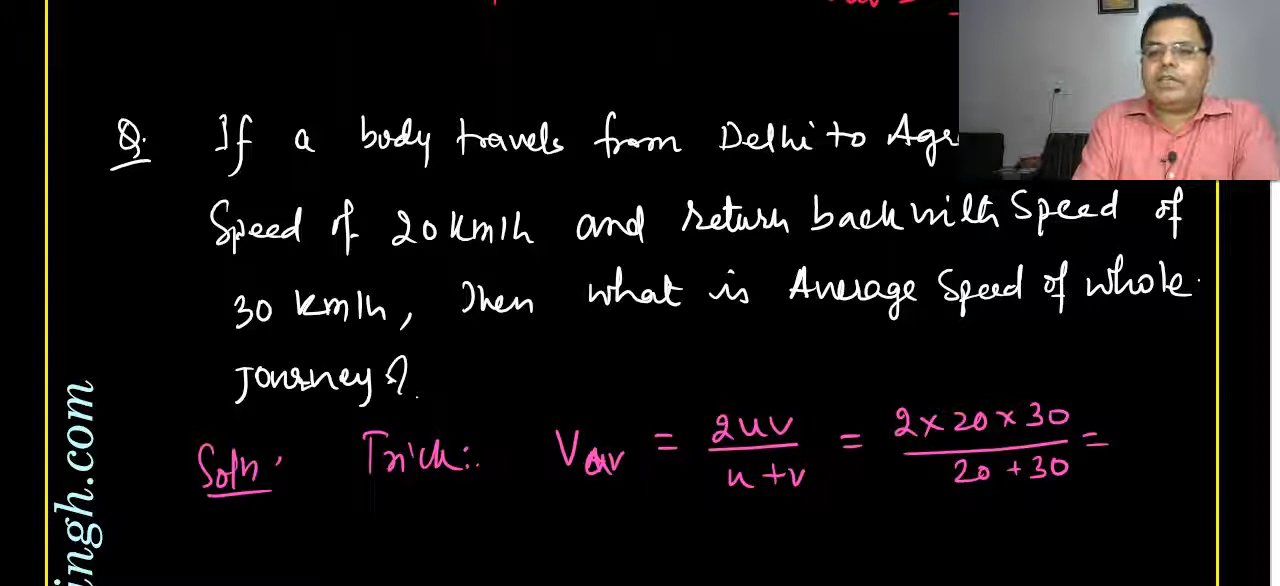 Q. If a body travels from Delhi to Agr
Speed of 20 km/h and return back with Speed of
30 km/h, Then what is Average Speed of whole
Journey?
Soln: Trick:. Vav = 2uv / u+v = 2×20×30 / 20+30 =
ingh.com